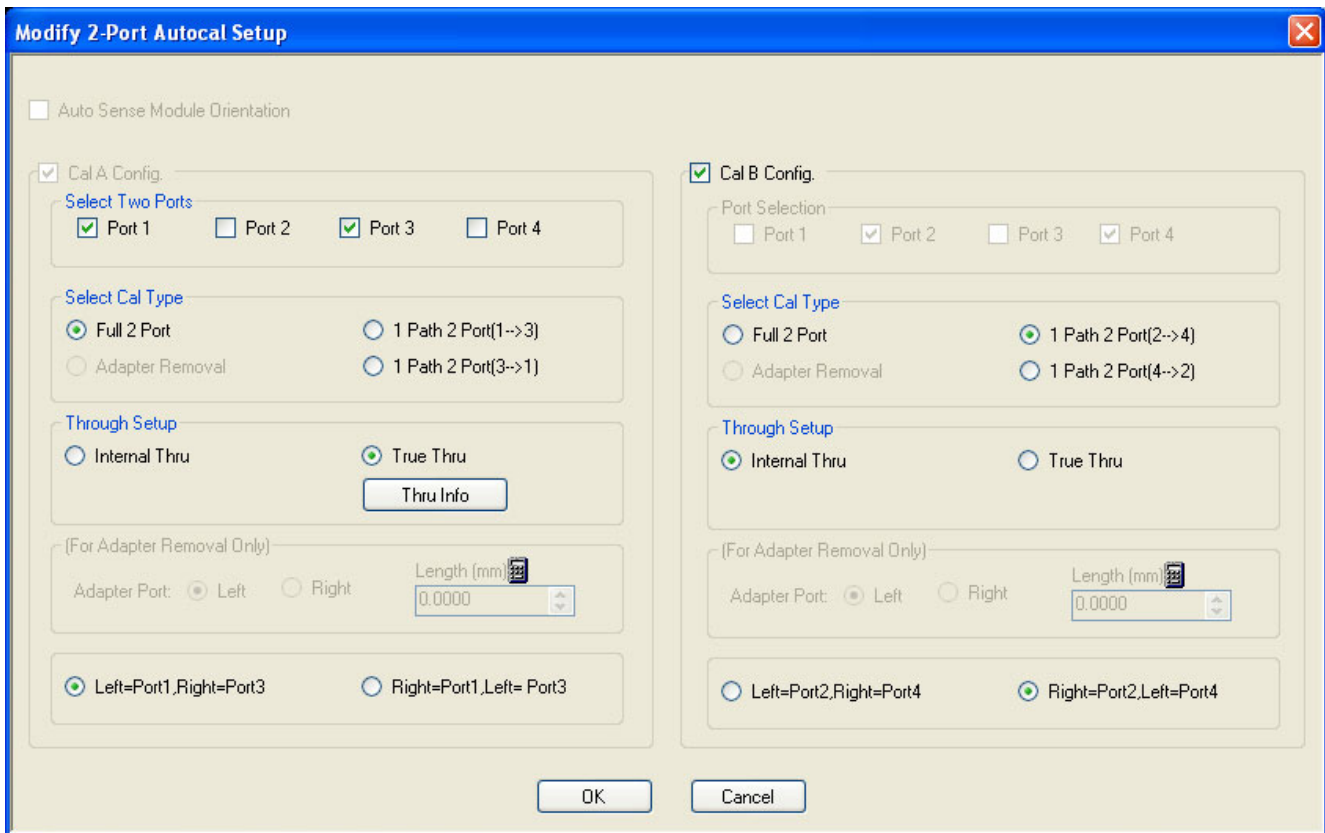 Modify 2-Port Autocal Setup
Auto Sense Module Orientation
Cal A Config.
Select Two Ports
Port 1 Port 2 Port 3 Port 4
Select Cal Type
Full 2 Port 1 Path 2 Port(1-->3)
Adapter Removal 1 Path 2 Port(3-->1)
Through Setup
Internal Thru True Thru
Thru Info
(For Adapter Removal Only)
Length (mm)
Adapter Port: Left Right
0.0000
Left=Port1,Right=Port3 Right=Port1,Left= Port3
Cal B Config.
Port Selection
Port 1 Port 2 Port 3 Port 4
Select Cal Type
Full 2 Port 1 Path 2 Port(2-->4)
Adapter Removal 1 Path 2 Port(4-->2)
Through Setup
Internal Thru True Thru
(For Adapter Removal Only)
Length (mm)
Adapter Port: Left Right
0.0000
Left=Port2,Right=Port4 Right=Port2,Left=Port4
OK Cancel